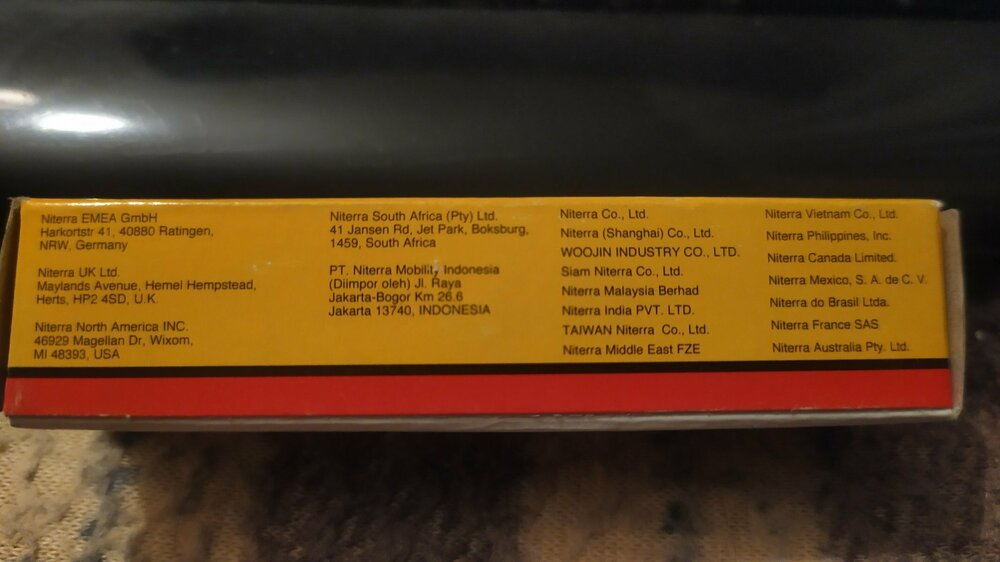 Niterra EMEA GmbH
Harkortstr 41, 40880 Ratingen,
NRW, Germany
Niterra UK Ltd.
Maylands Avenue, Hemel Hempstead,
Herts, HP2 4SD, U.K.
Niterra North America INC.
46929 Magellan Dr, Wixom,
MI 48393, USA
Niterra South Africa (Pty) Ltd.
41 Jansen Rd, Jet Park, Boksburg,
1459, South Africa
PT. Niterra Mobility Indonesia
(Diimpor oleh) Jl. Raya
Jakarta-Bogor Km 26.6
Jakarta 13740, INDONESIA
Niterra Co., Ltd.
Niterra (Shanghai) Co., Ltd.
WOOJIN INDUSTRY CO., LTD.
Siam Niterra Co., Ltd.
Niterra Malaysia Berhad
Niterra India PVT. LTD.
TAIWAN Niterra Co., Ltd.
Niterra Middle East FZE
Niterra Vietnam Co., Ltd.
Niterra Philippines, Inc.
Niterra Canada Limited.
Niterra Mexico, S. A. de C. V.
Niterra do Brasil Ltda.
Niterra France SAS
Niterra Australia Pty. Ltd.